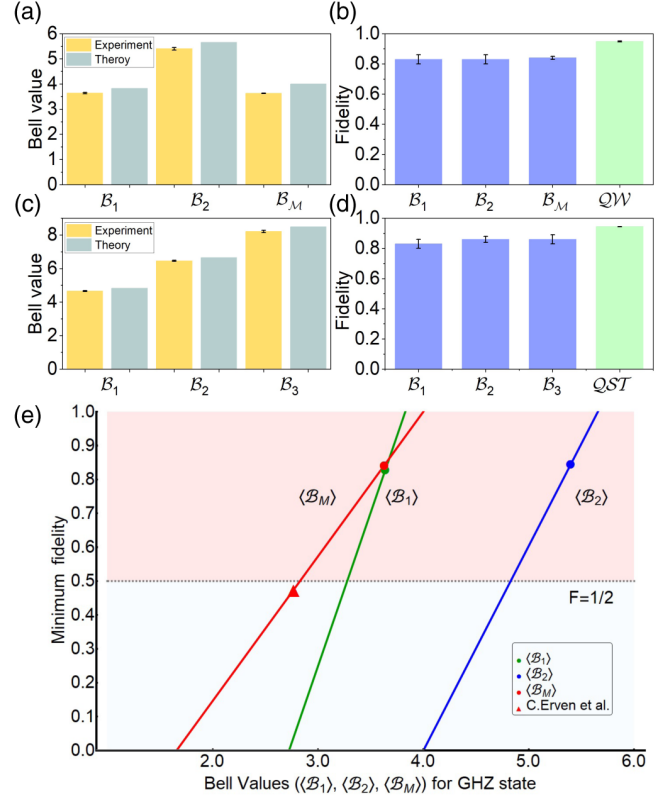 (a)
Bell value
6
5
4
3
2
1
0
Experiment
Theroy
ℬ₁
ℬ₂
ℬ_ℳ
(b)
Fidelity
1.0
0.8
0.6
0.4
0.2
0.0
ℬ₁
ℬ₂
ℬ_ℳ
𝒬𝒲
(c)
Bell value
8
6
4
2
0
Experiment
Theory
ℬ₁
ℬ₂
ℬ₃
(d)
Fidelity
1.0
0.8
0.6
0.4
0.2
0.0
ℬ₁
ℬ₂
ℬ₃
𝒬𝒮𝒯
(e)
Minimum fidelity
1.0
0.9
0.8
0.7
0.6
0.5
0.4
0.3
0.2
0.1
0.0
⟨ℬ_M⟩
⟨ℬ₁⟩
⟨ℬ₂⟩
F=1/2
⟨ℬ₁⟩
⟨ℬ₂⟩
⟨ℬ_M⟩
C.Erven et al.
2.0 3.0 4.0 5.0 6.0
Bell Values (⟨ℬ₁⟩, ⟨ℬ₂⟩, ⟨ℬ_M⟩) for GHZ state